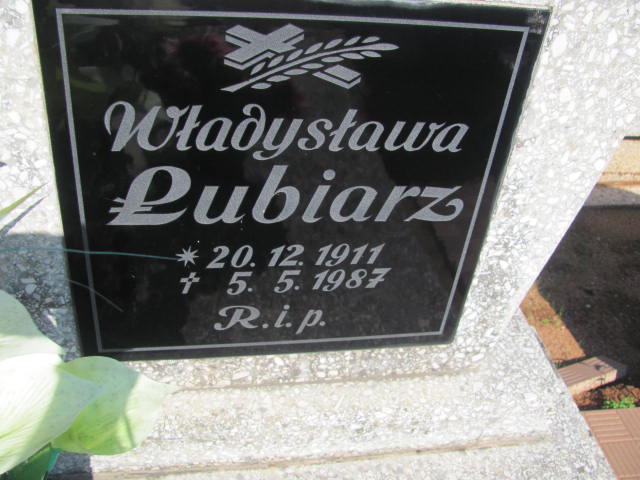 Władysława
Łubiarz
* 20. 12. 1911
† 5. 5. 1987
R.i.p.